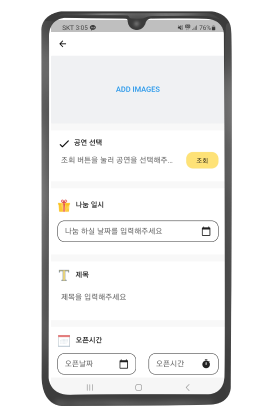 SKT 3:05
76%
ADD IMAGES
공연 선택
조회 버튼을 눌러 공연을 선택해주...
조회
나눔 일시
나눔 하실 날짜를 입력해주세요
제목
제목을 입력해주세요
오픈시간
오픈날짜
오픈시간